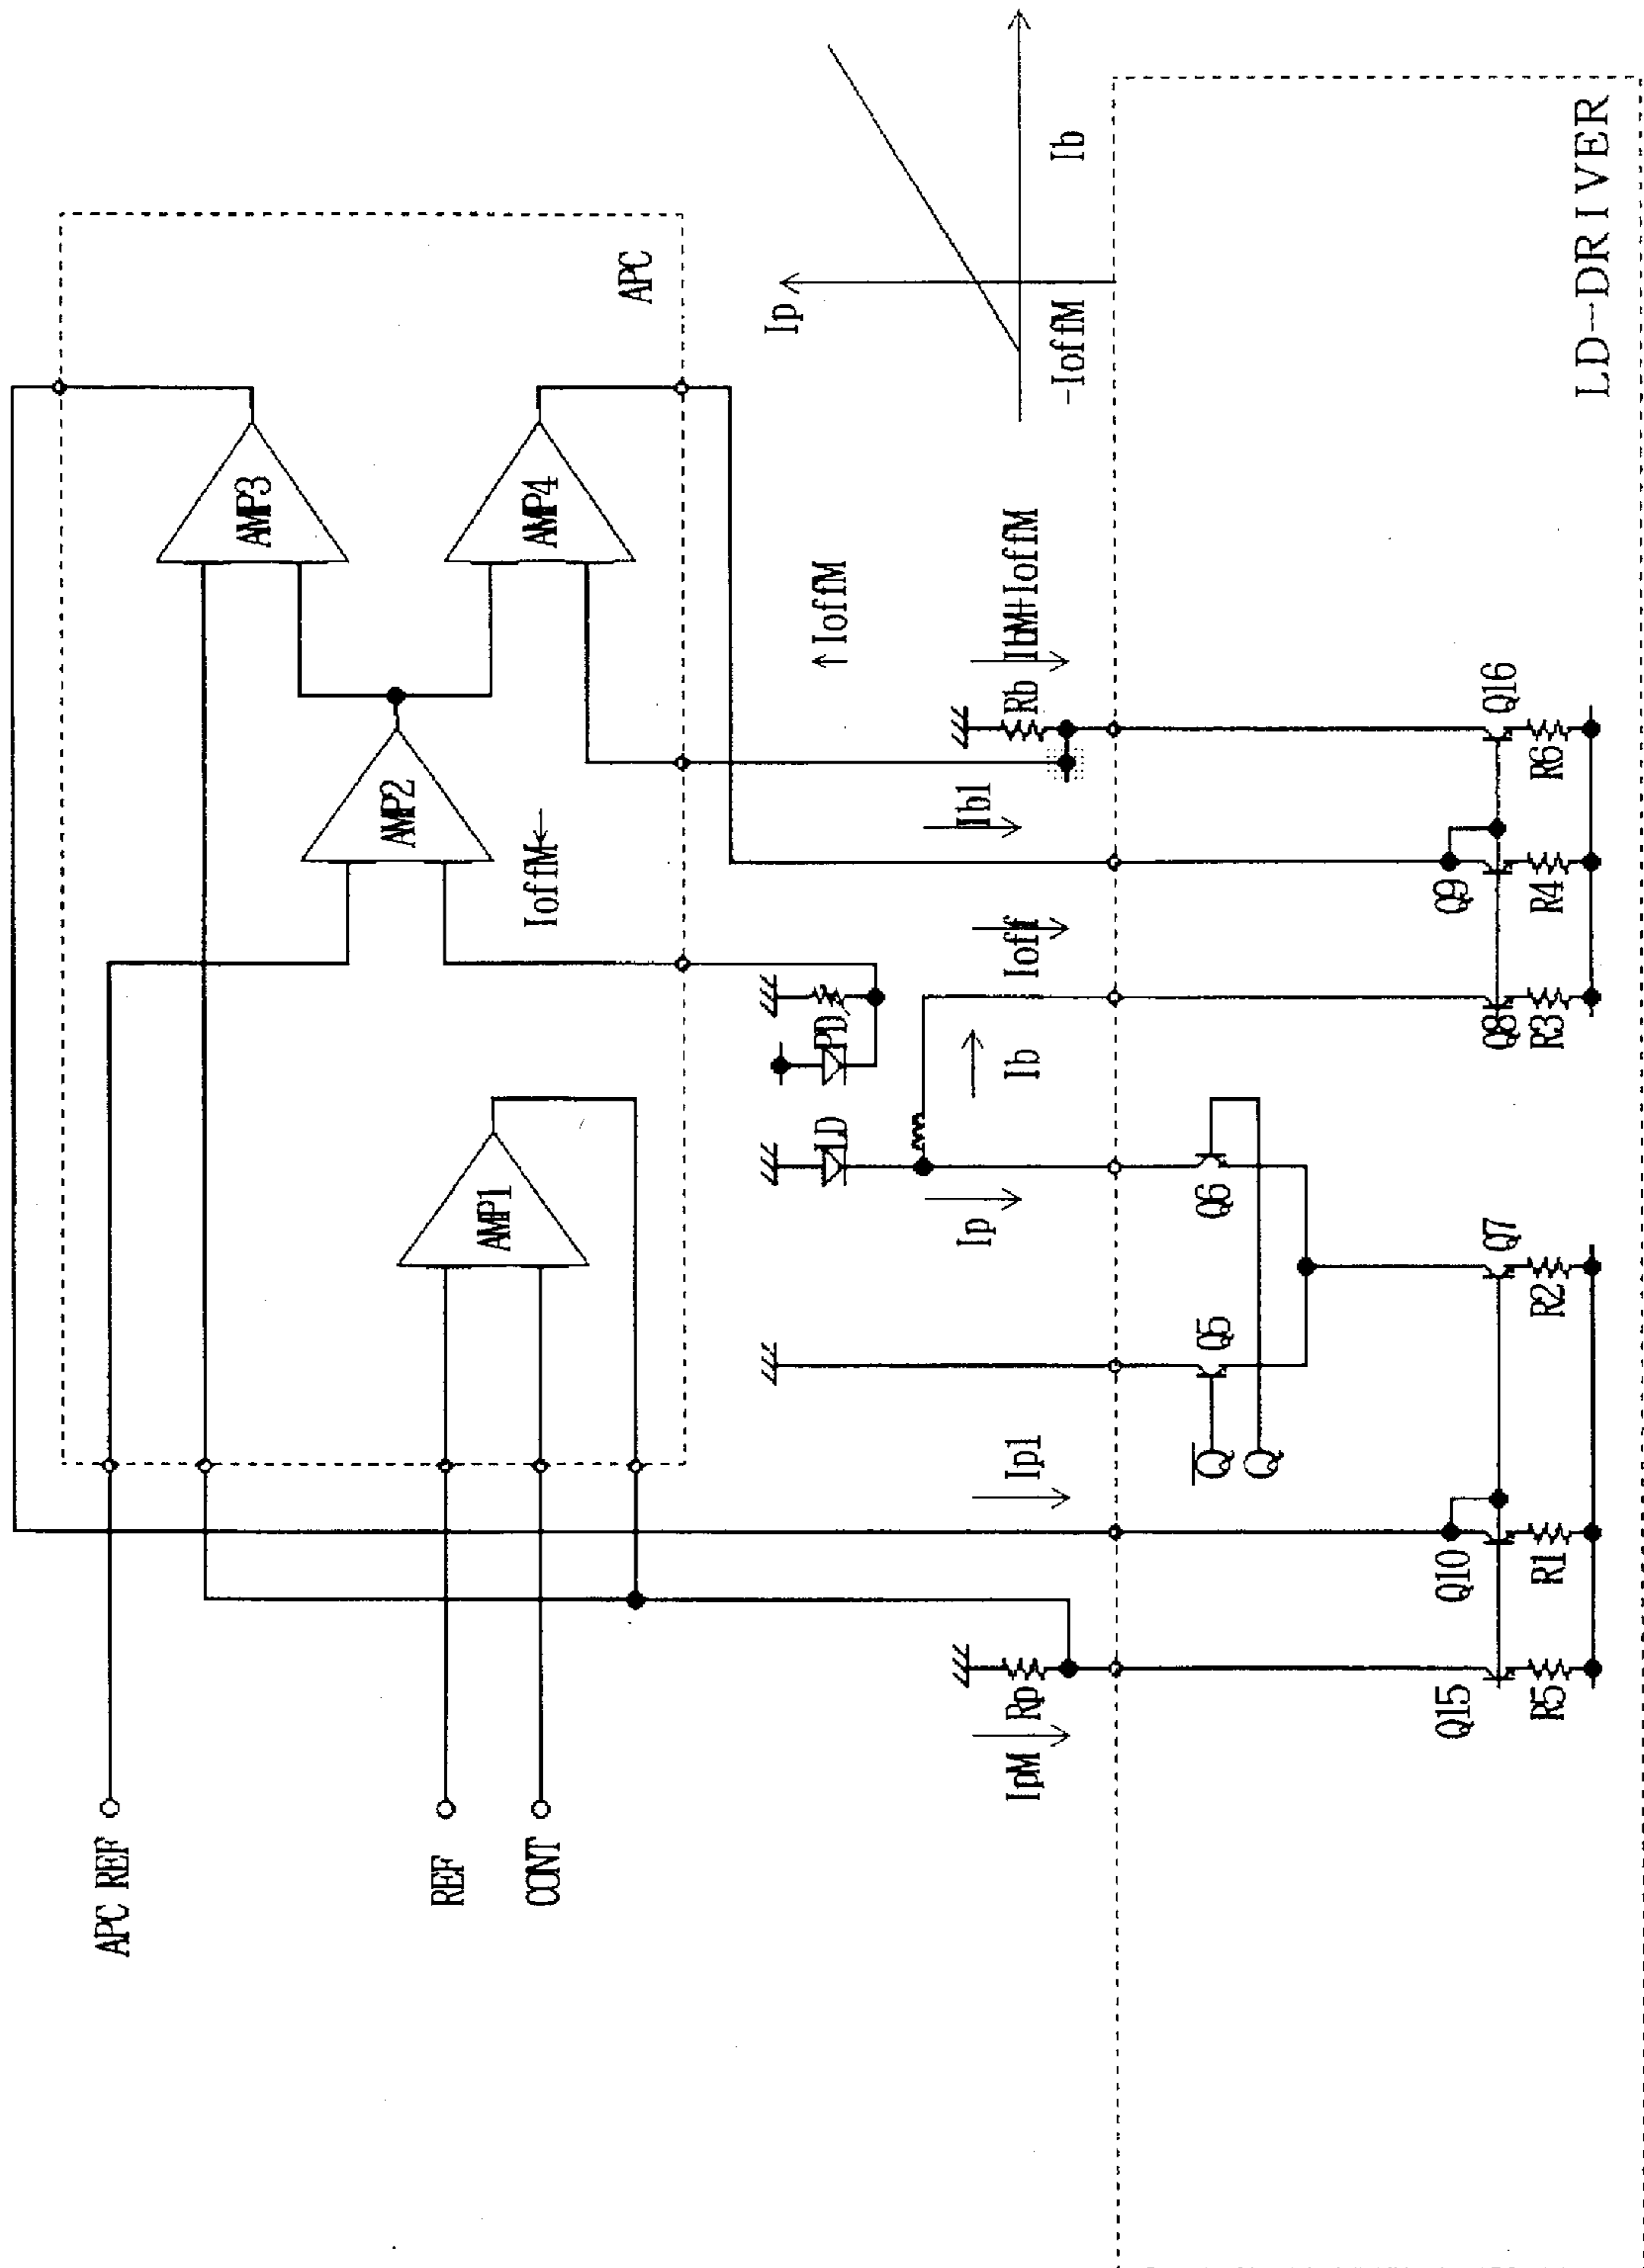 APC REF
REF
CONT
AMP1
AMP2
AMP3
AMP4
APC
IoffM
IoffM
Ip
Ib
-IoffM
IpM
Rp
Ip1
Ip
LD
PD
Ib
Ioff
Ib1
Rb
IbM+IoffM
Q
Q
Q5
Q6
Q15
Q10
Q7
Q8
Q9
Q16
R5
R1
R2
R3
R4
R6
LD-DRIVER